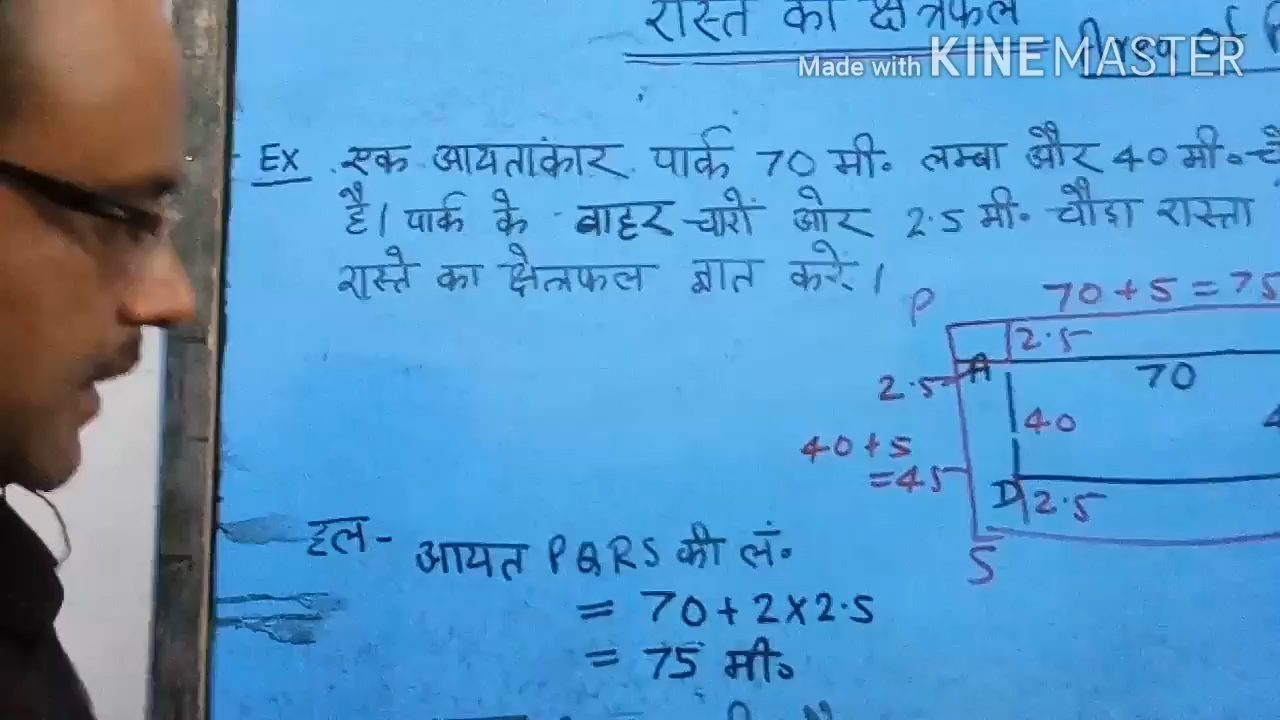 रास्ते का क्षेत्रफल Area of
Made with KINEMASTER
Ex. एक आयताकार पार्क 70 मी॰ लम्बा और 40 मी॰
है। पार्क के बाहर चारों ओर 2.5 मी॰ चौड़ा रास्ता
रास्ते का क्षेत्रफल ज्ञात करें।
P 70 + 5 = 75
2.5
2.5 A 70
40 + 5 40
= 45
D 2.5
S
हल - आयत PQRS की लं॰
= 70 + 2 × 2.5
= 75 मी॰